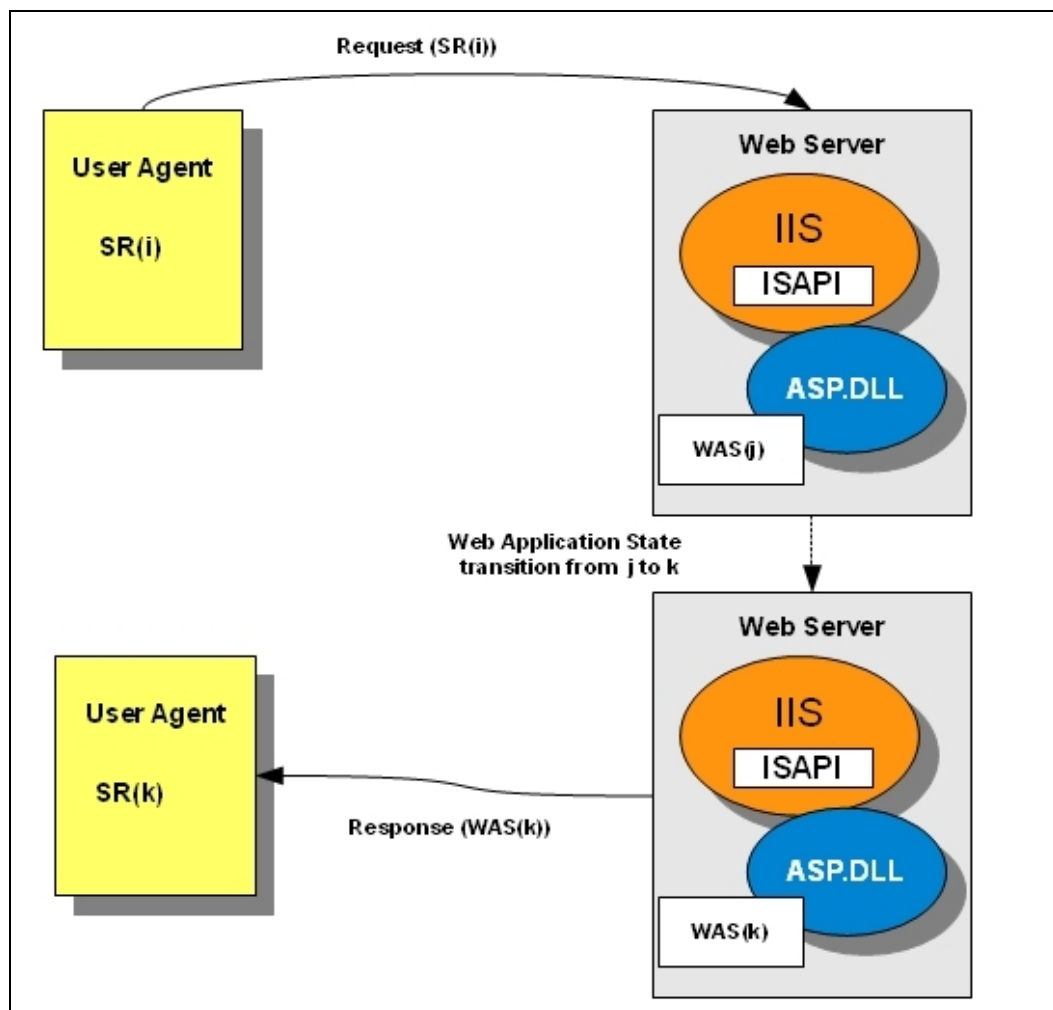 Request (SR(i))
User Agent
SR(i)
Web Server
IIS
ISAPI
ASP.DLL
WAS(j)
Web Application State
transition from j to k
Web Server
IIS
ISAPI
ASP.DLL
WAS(k)
User Agent
SR(k)
Response (WAS(k))